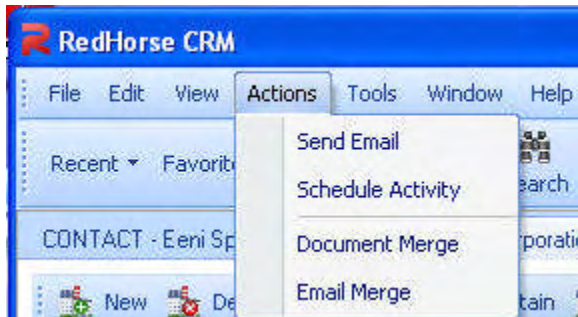 RedHorse CRM
File Edit View Actions Tools Window Help
Recent
Send Email
Schedule Activity
CONTACT - Eeni
Document Merge
New
Email Merge